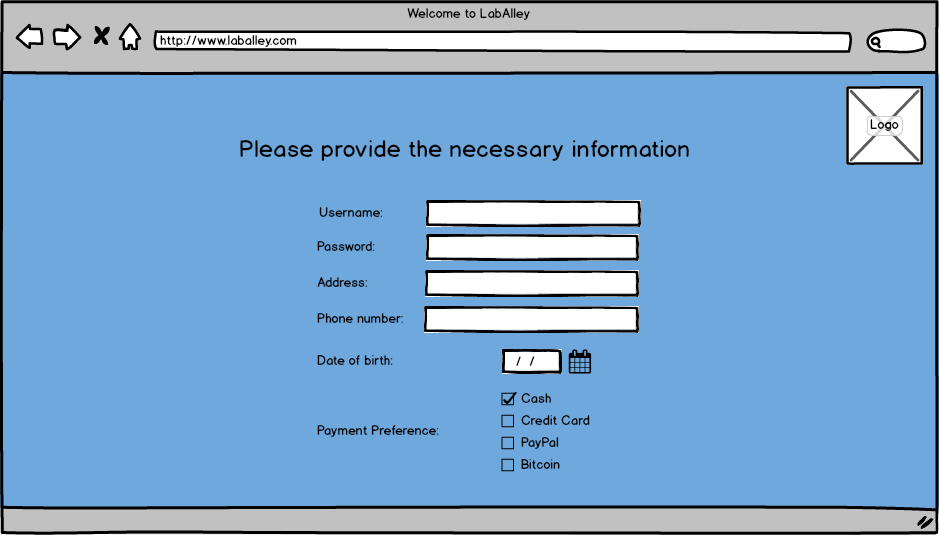 Welcome to LabAlley
http://www.laballey.com
Logo
Please provide the necessary information
Username:
Password:
Address:
Phone number:
Date of birth: / /
Cash
Credit Card
Payment Preference:
PayPal
Bitcoin